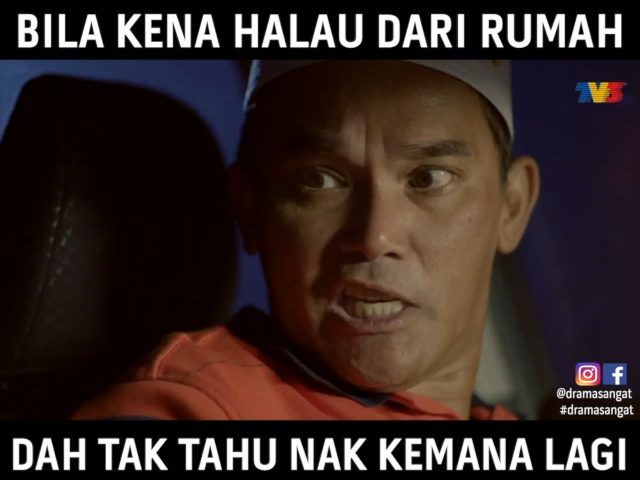 BILA KENA HALAU DARI RUMAH
TV3
@dramasangat
#dramasangat
DAH TAK TAHU NAK KEMANA LAGI